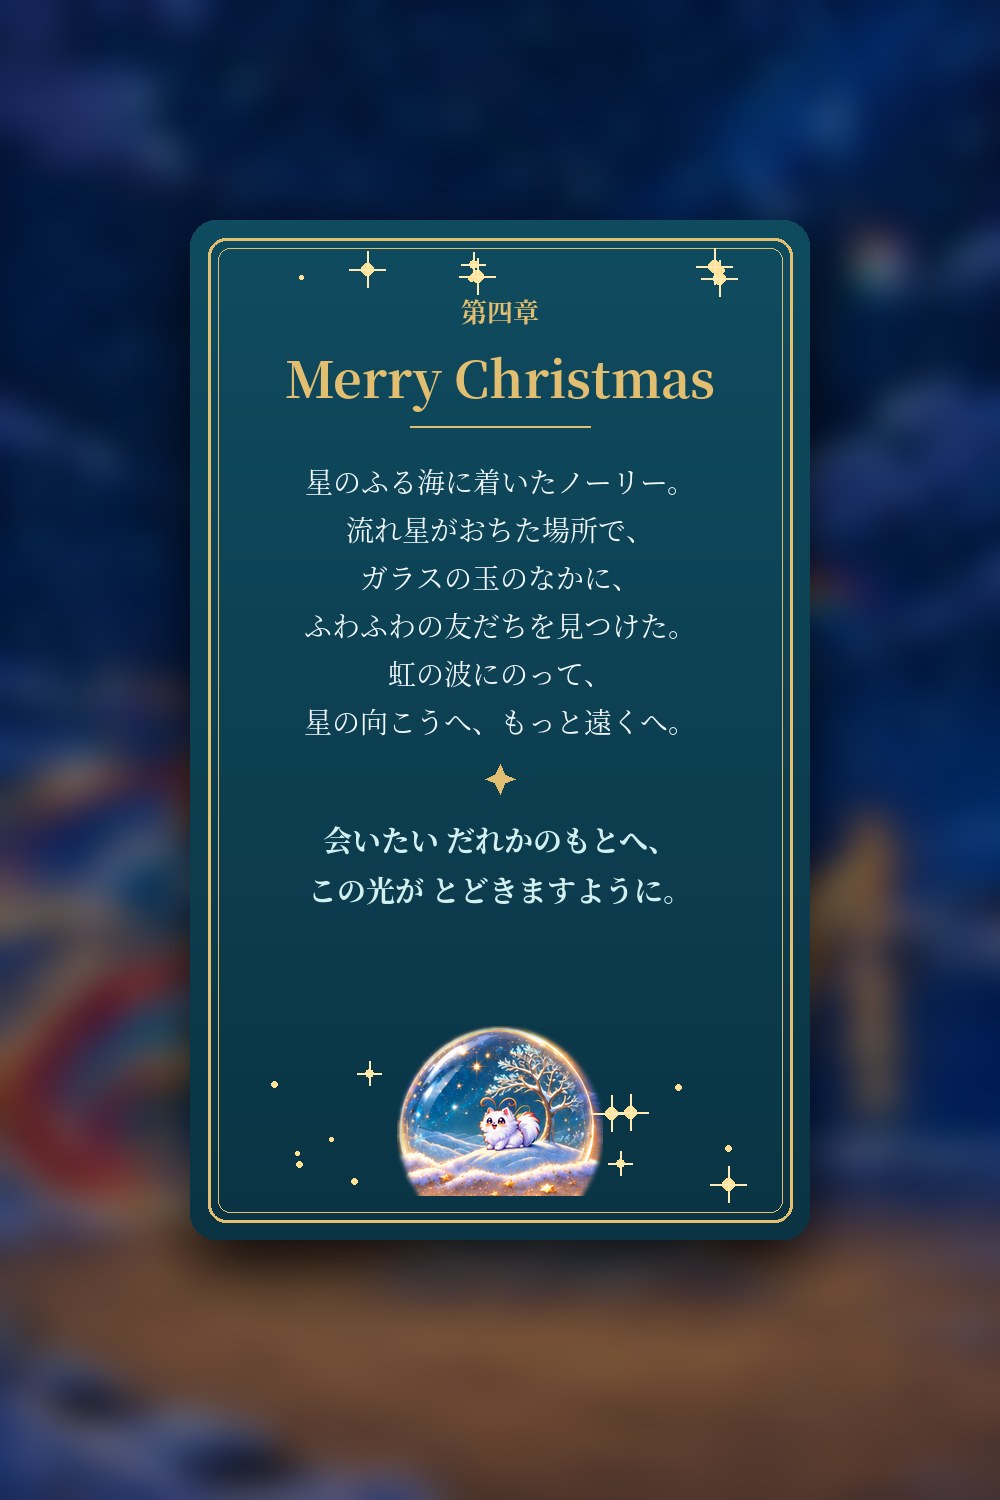 第四章
Merry Christmas
星のふる海に着いたノーリー。
流れ星がおちた場所で、
ガラスの玉のなかに、
ふわふわの友だちを見つけた。
虹の波にのって、
星の向こうへ、もっと遠くへ。
会いたい だれかのもとへ、
この光が とどきますように。